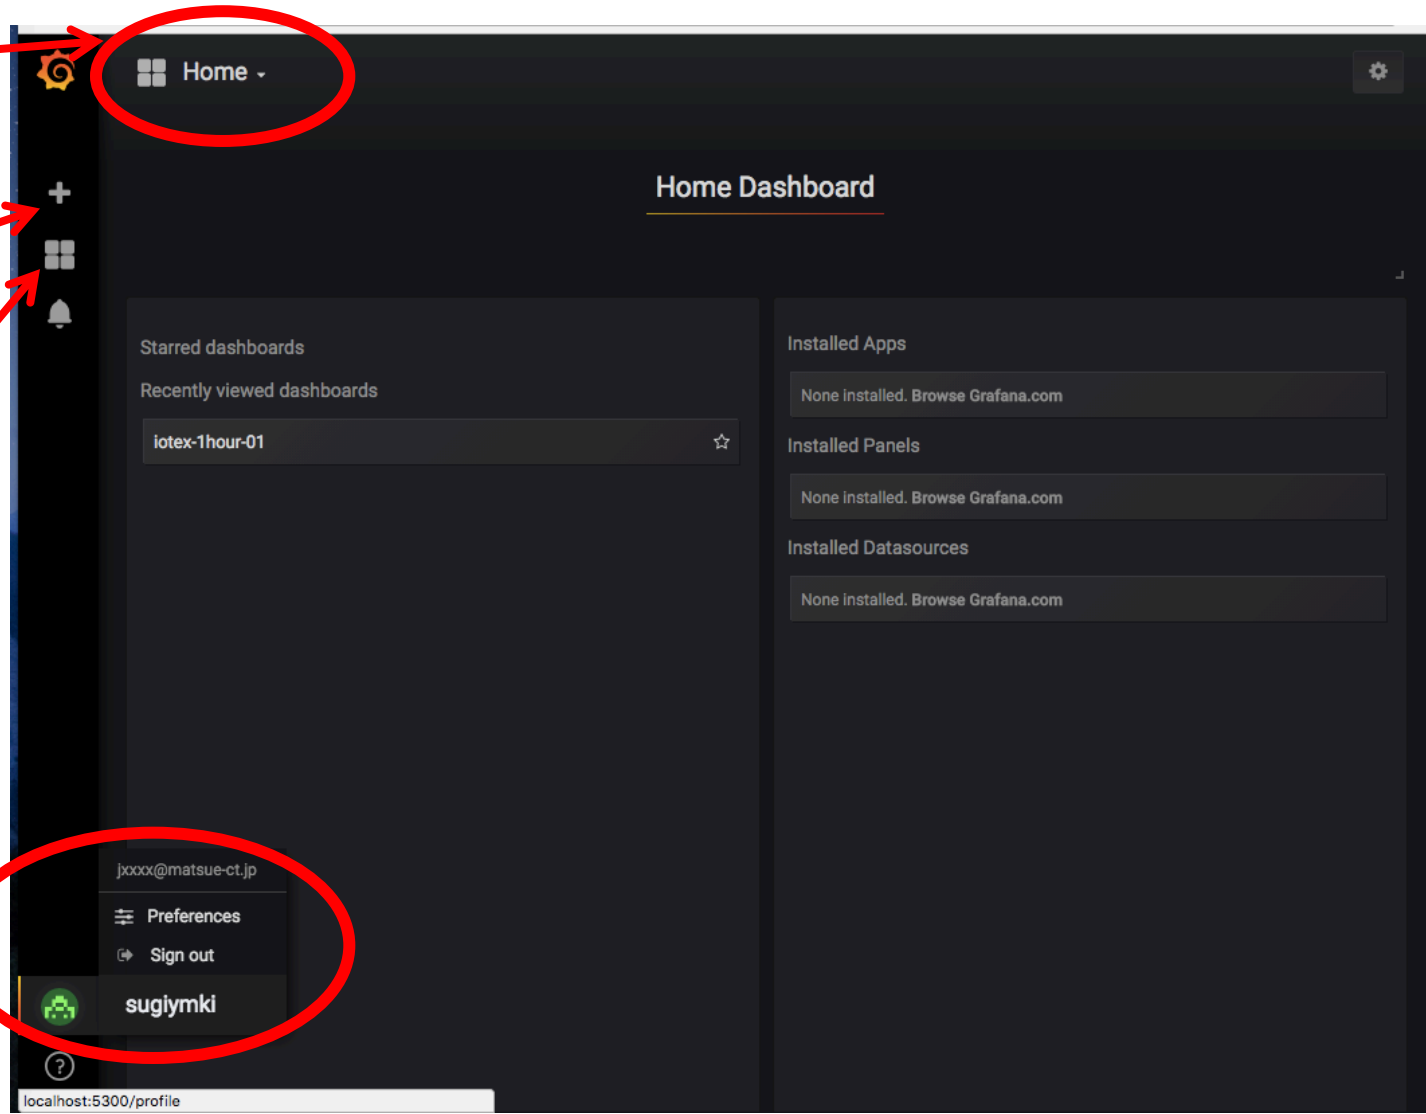 Home
Home Dashboard
Starred dashboards
Recently viewed dashboards
iotex-1hour-01
Installed Apps
None installed. Browse Grafana.com
Installed Panels
None installed. Browse Grafana.com
Installed Datasources
None installed. Browse Grafana.com
jxxxx@matsue-ct.jp
Preferences
Sign out
sugiymki
?
localhost:5300/profile